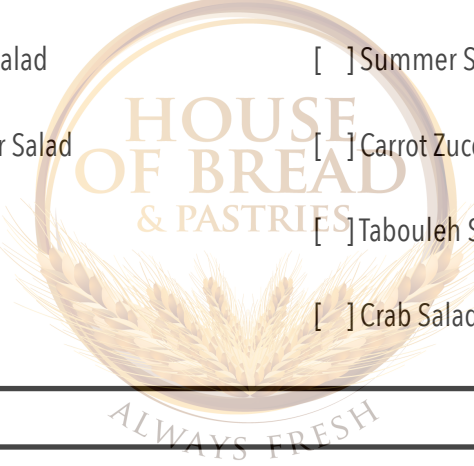 alad [ ] Summer S
r Salad [ ] Carrot Zucc
[ ] Tabouleh S
[ ] Crab Salad
HOUSE
OF BREAD
& PASTRIES
ALWAYS FRESH